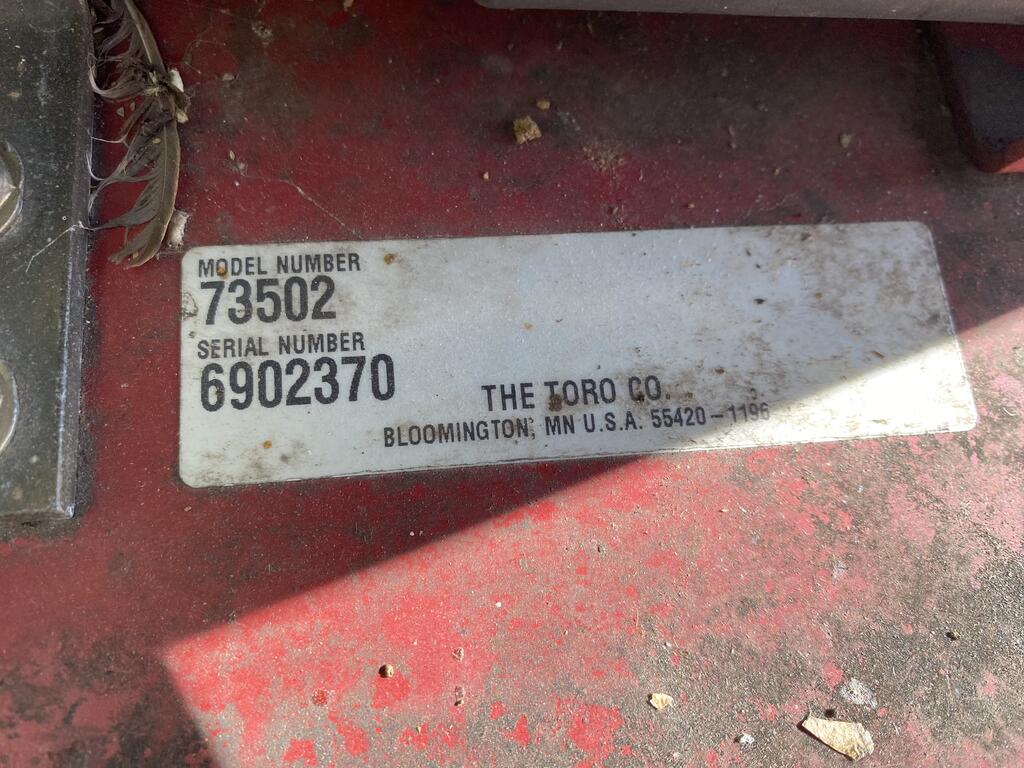 MODEL NUMBER
73502
SERIAL NUMBER
6902370
THE TORO CO.
BLOOMINGTON, MN U.S.A. 55420-1196